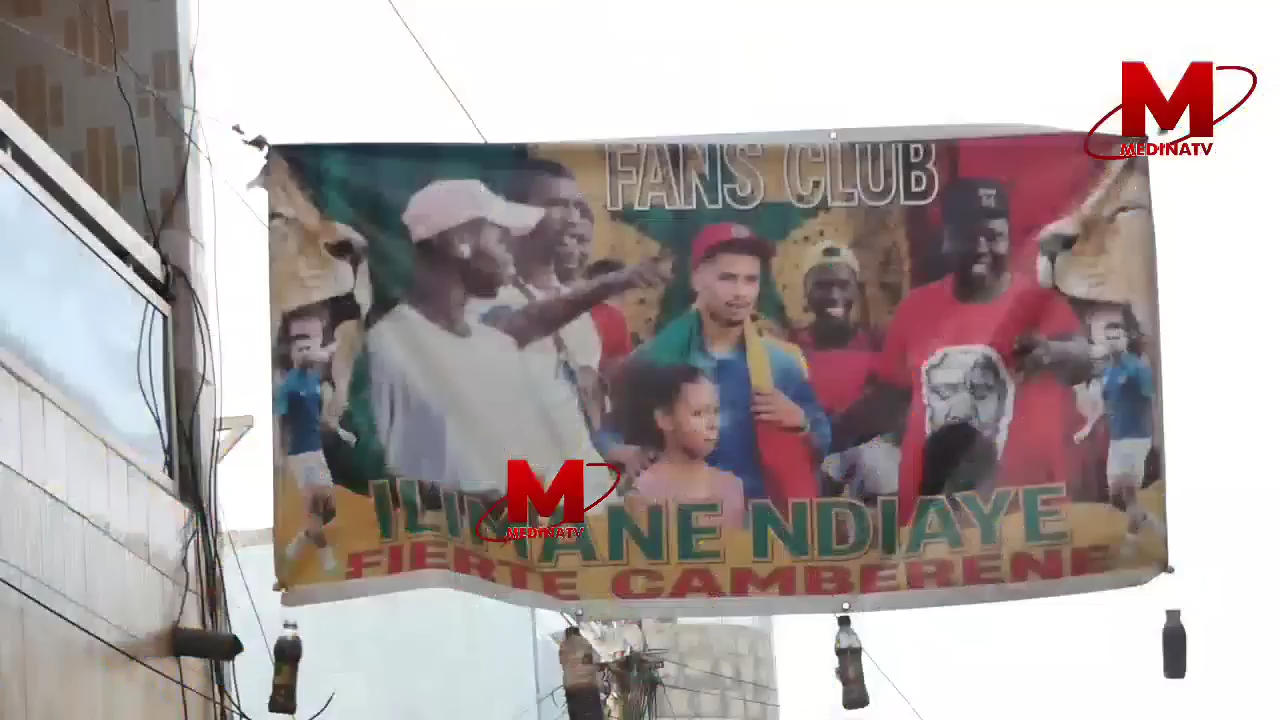 M
MEDINATV
FANS CLUB
M
MEDINATV
ILIMANE NDIAYE
FIERTE CAMBERENE